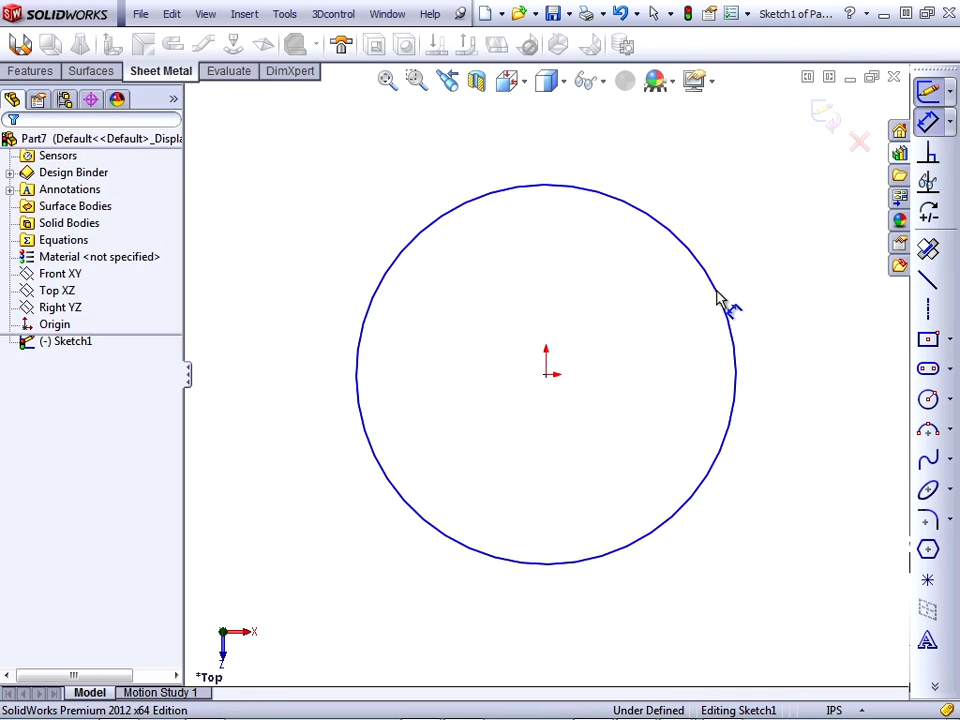 SW SOLIDWORKS File Edit View Insert Tools 3Dcontrol Window Help Sketch1 of Pa... ?
Features Surfaces Sheet Metal Evaluate DimXpert
»
Part7 (Default<<Default>_Displa
Sensors
Design Binder
A Annotations
Surface Bodies
Solid Bodies
Σ Equations
Material <not specified>
Front XY
Top XZ
Right YZ
Origin
(-) Sketch1
+/-
X
Z
A
*Top
Model Motion Study 1
SolidWorks Premium 2012 x64 Edition Under Defined Editing Sketch1 IPS